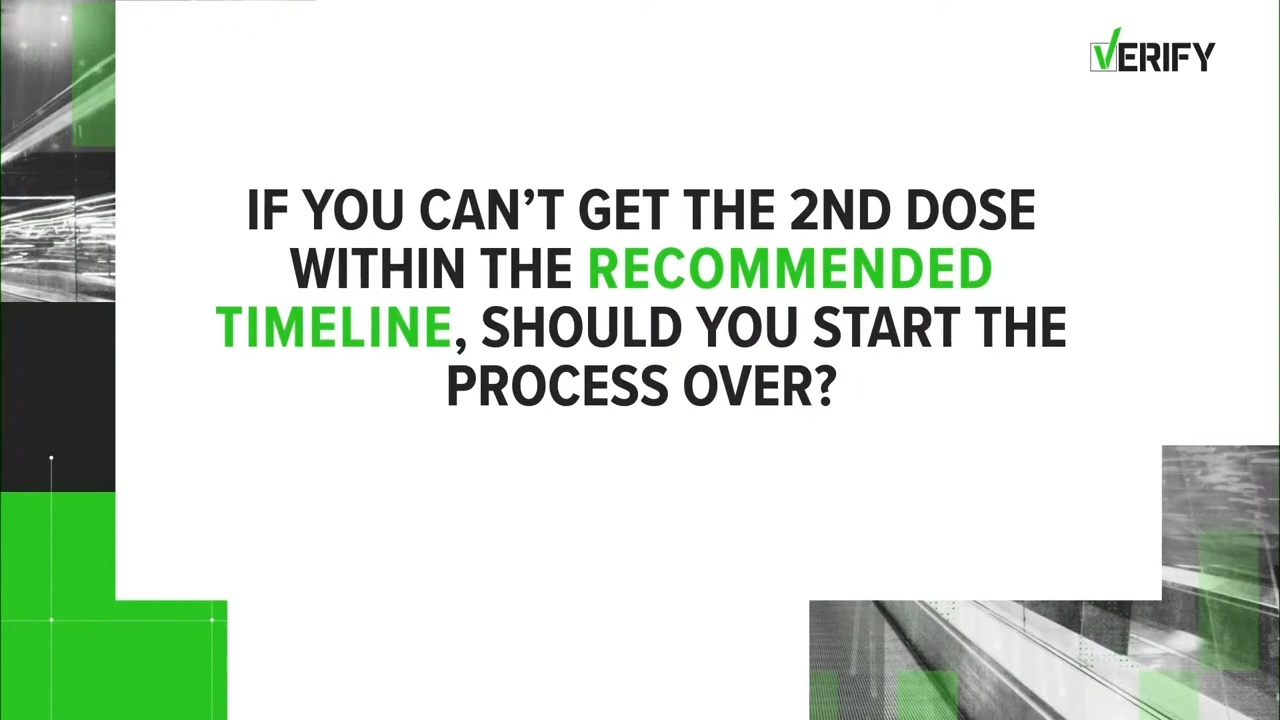 VERIFY
IF YOU CAN’T GET THE 2ND DOSE
WITHIN THE RECOMMENDED
TIMELINE, SHOULD YOU START THE
PROCESS OVER?